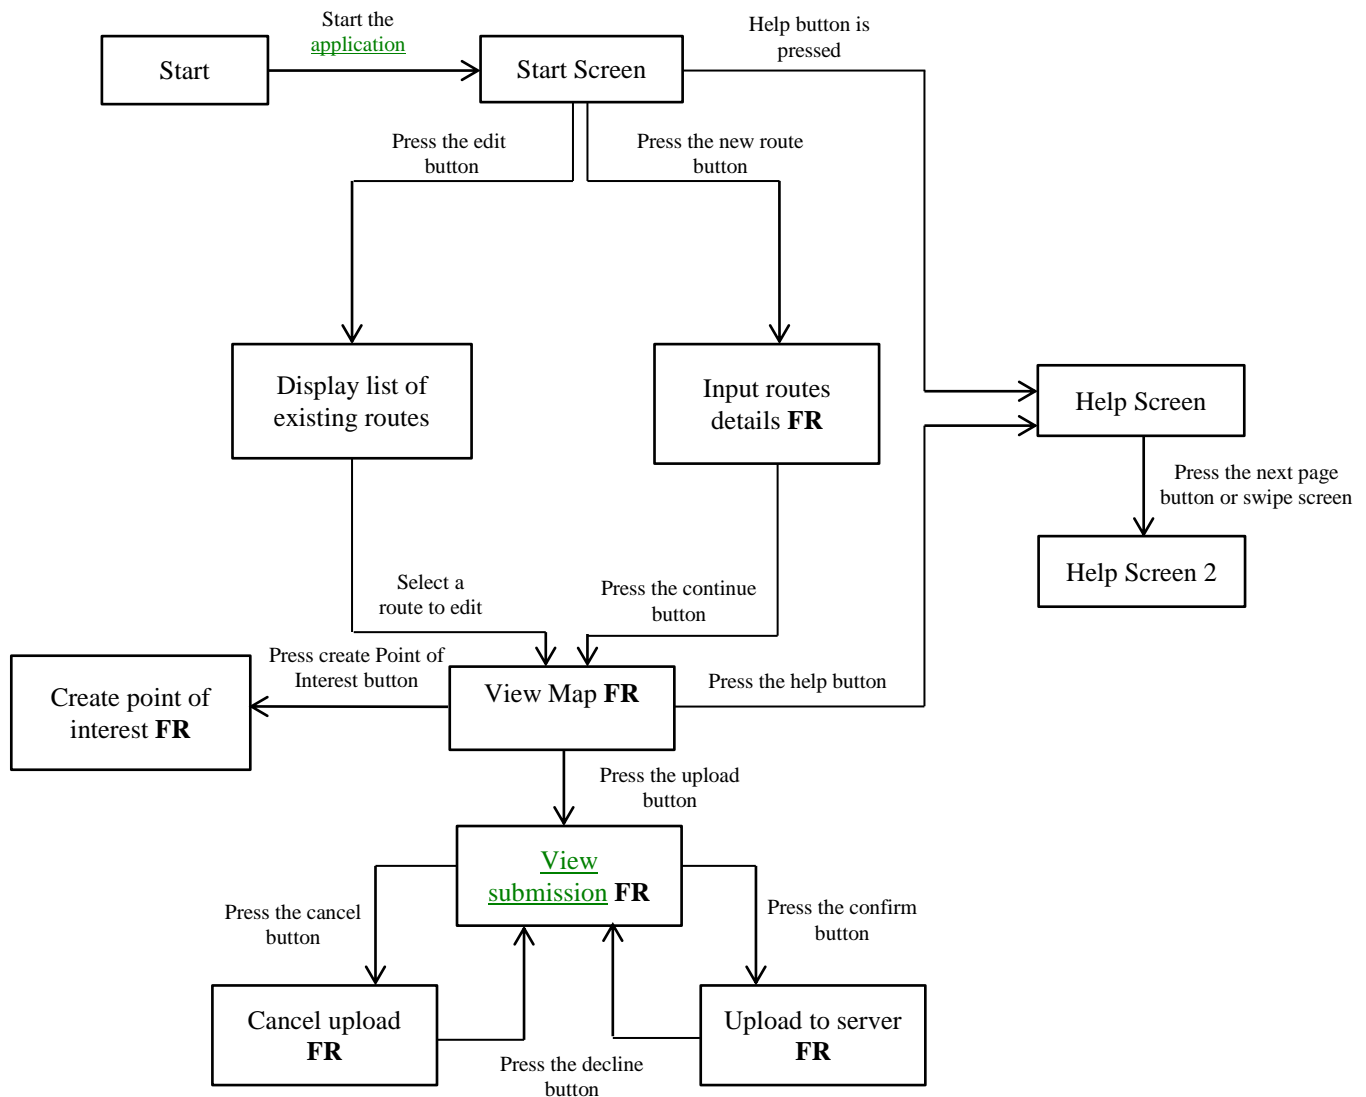 Start the
application
Help button is
pressed
Start
Start Screen
Press the edit
button
Press the new route
button
Display list of
existing routes
Input routes
details FR
Help Screen
Press the next page
button or swipe screen
Help Screen 2
Select a
route to edit
Press the continue
button
Press create Point of
Interest button
Create point of
interest FR
View Map FR
Press the help button
Press the upload
button
View
submission FR
Press the cancel
button
Press the confirm
button
Cancel upload
FR
Upload to server
FR
Press the decline
button